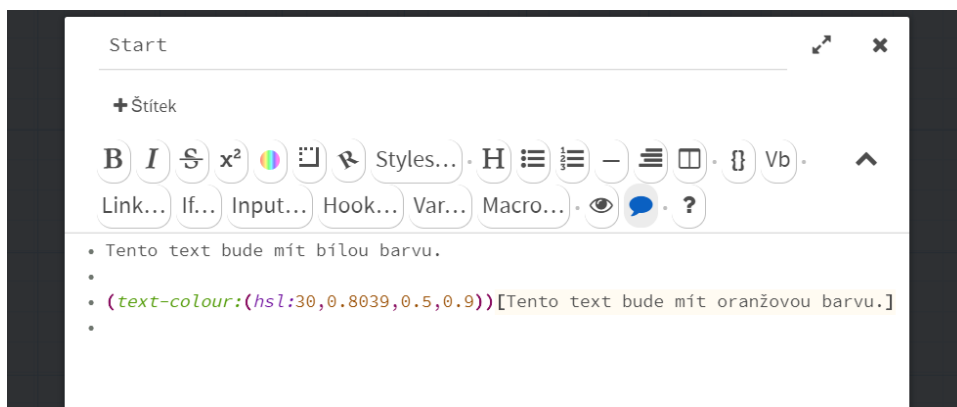 Start
Štítek
B I S x² Styles... H {} Vb
Link... If... Input... Hook... Var... Macro... ?
Tento text bude mít bílou barvu.
(text-colour:(hsl:30,0.8039,0.5,0.9))[Tento text bude mít oranžovou barvu.]